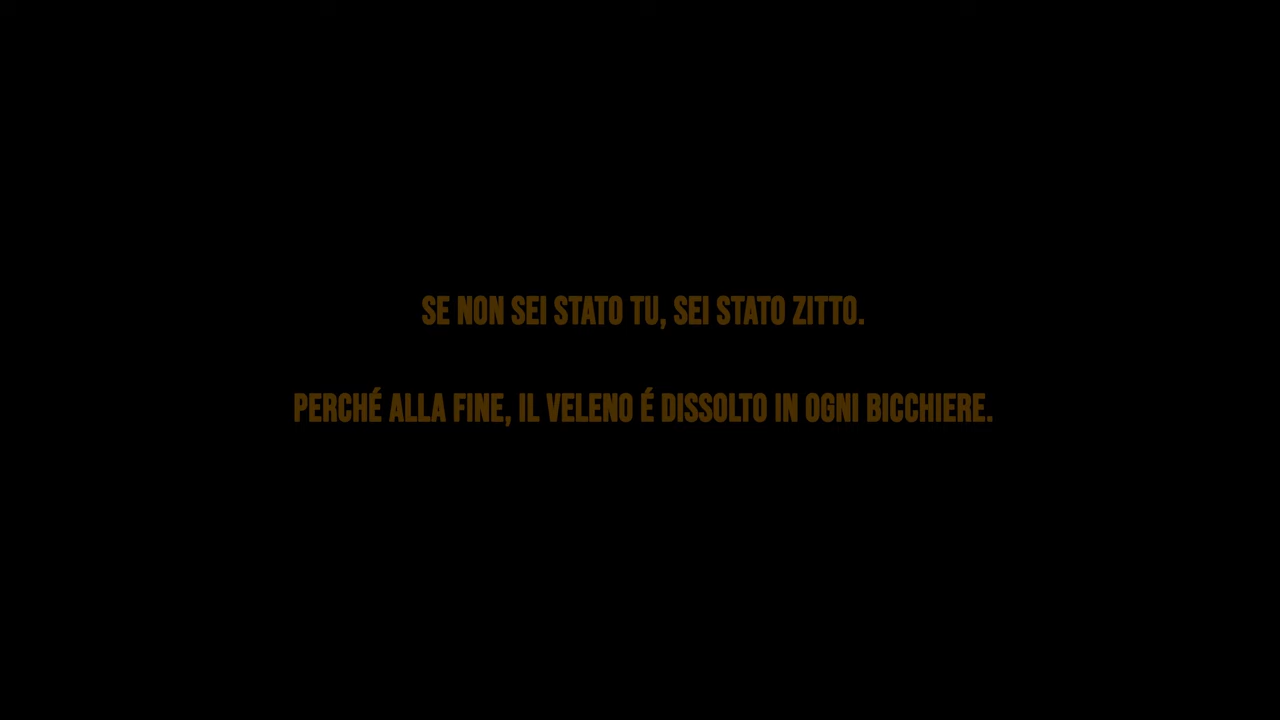 SE NON SEI STATO TU, SEI STATO ZITTO.
PERCHÉ ALLA FINE, IL VELENO É DISSOLTO IN OGNI BICCHIERE.